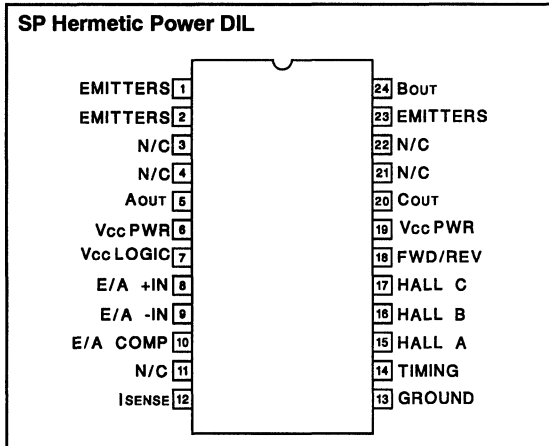 SP Hermetic Power DIL
EMITTERS 1
EMITTERS 2
N/C 3
N/C 4
AOUT 5
VCC PWR 6
VCC LOGIC 7
E/A +IN 8
E/A -IN 9
E/A COMP 10
N/C 11
ISENSE 12
24 BOUT
23 EMITTERS
22 N/C
21 N/C
20 COUT
19 VCC PWR
18 FWD/REV
17 HALL C
16 HALL B
15 HALL A
14 TIMING
13 GROUND